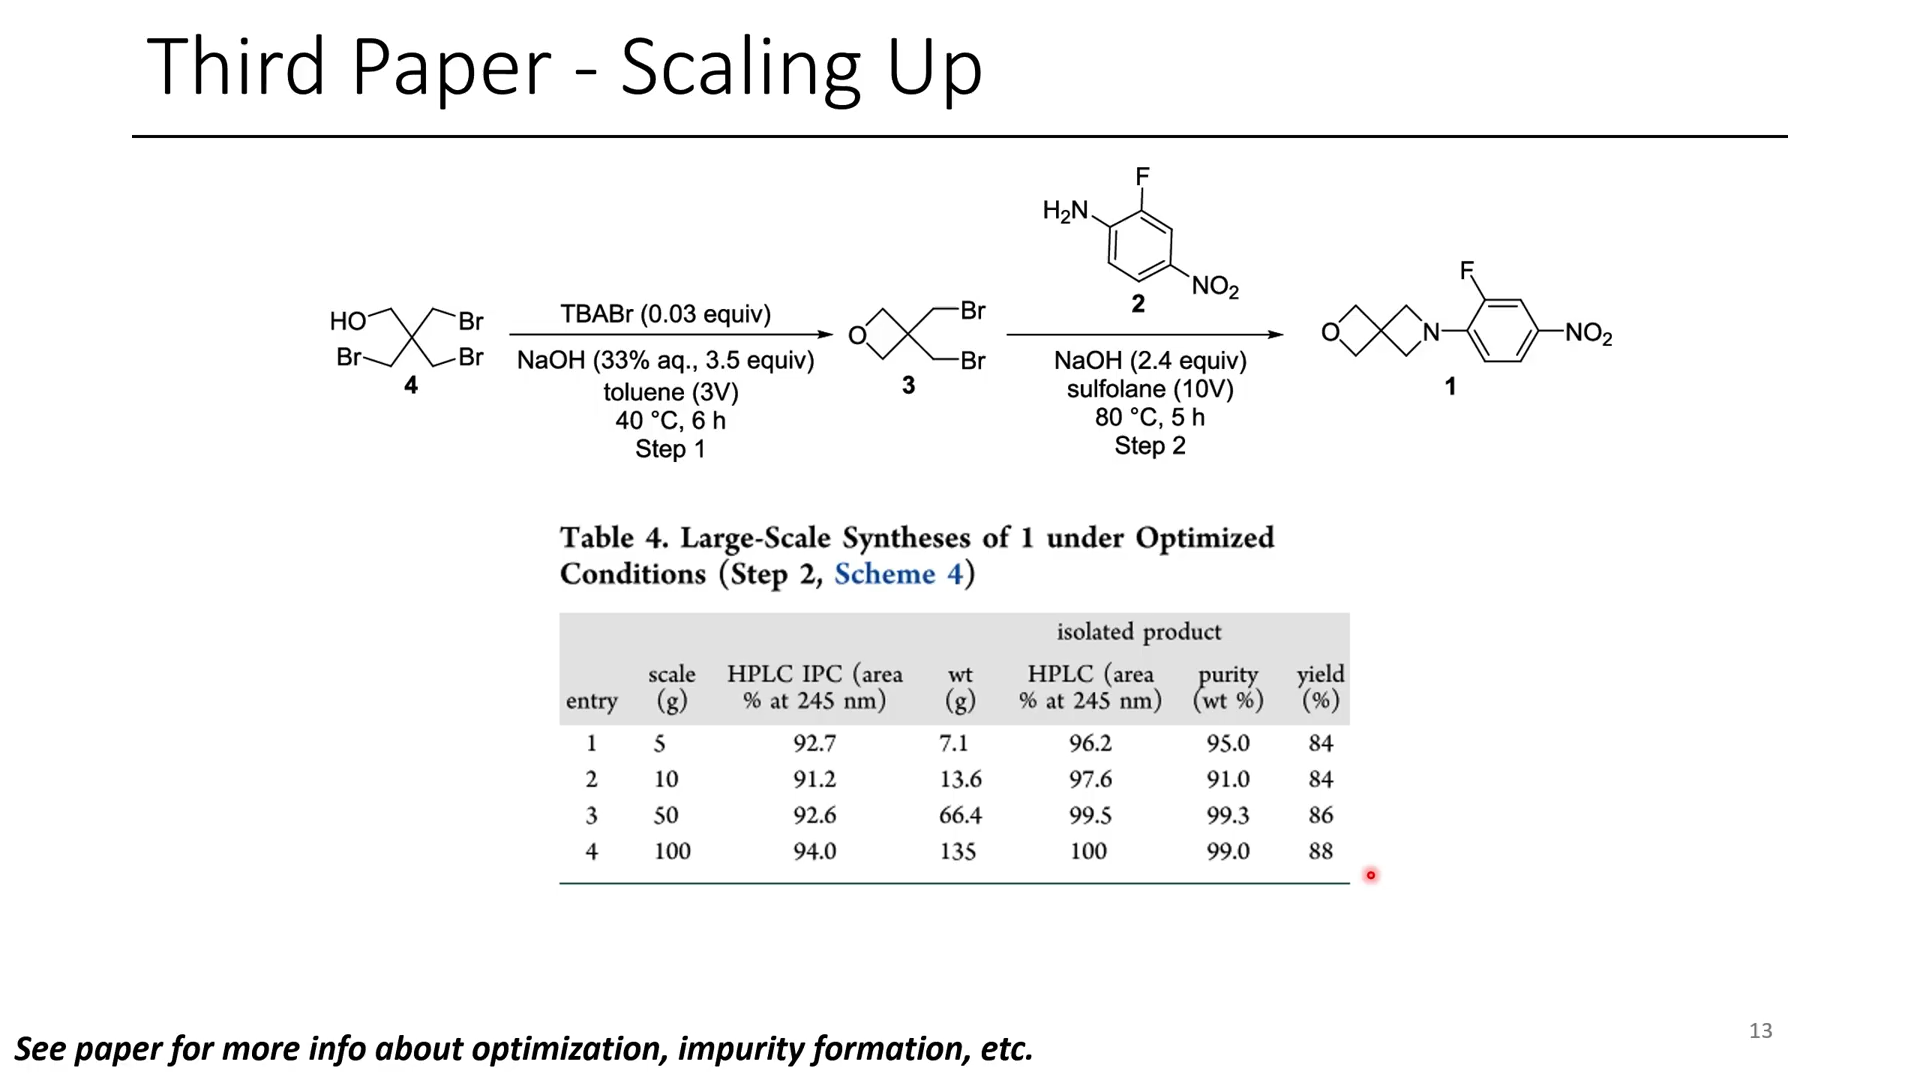 Third Paper - Scaling Up
F
H₂N
NO₂
2
HO
Br
Br
Br
4
TBABr (0.03 equiv)
NaOH (33% aq., 3.5 equiv)
toluene (3V)
40 °C, 6 h
Step 1
O
Br
Br
3
NaOH (2.4 equiv)
sulfolane (10V)
80 °C, 5 h
Step 2
F
O
N
NO₂
1
Table 4. Large-Scale Syntheses of 1 under Optimized
Conditions (Step 2, Scheme 4)
isolated product
entry scale (g) HPLC IPC (area % at 245 nm) wt (g) HPLC (area % at 245 nm) purity (wt %) yield (%)
1 5 92.7 7.1 96.2 95.0 84
2 10 91.2 13.6 97.6 91.0 84
3 50 92.6 66.4 99.5 99.3 86
4 100 94.0 135 100 99.0 88
13
See paper for more info about optimization, impurity formation, etc.